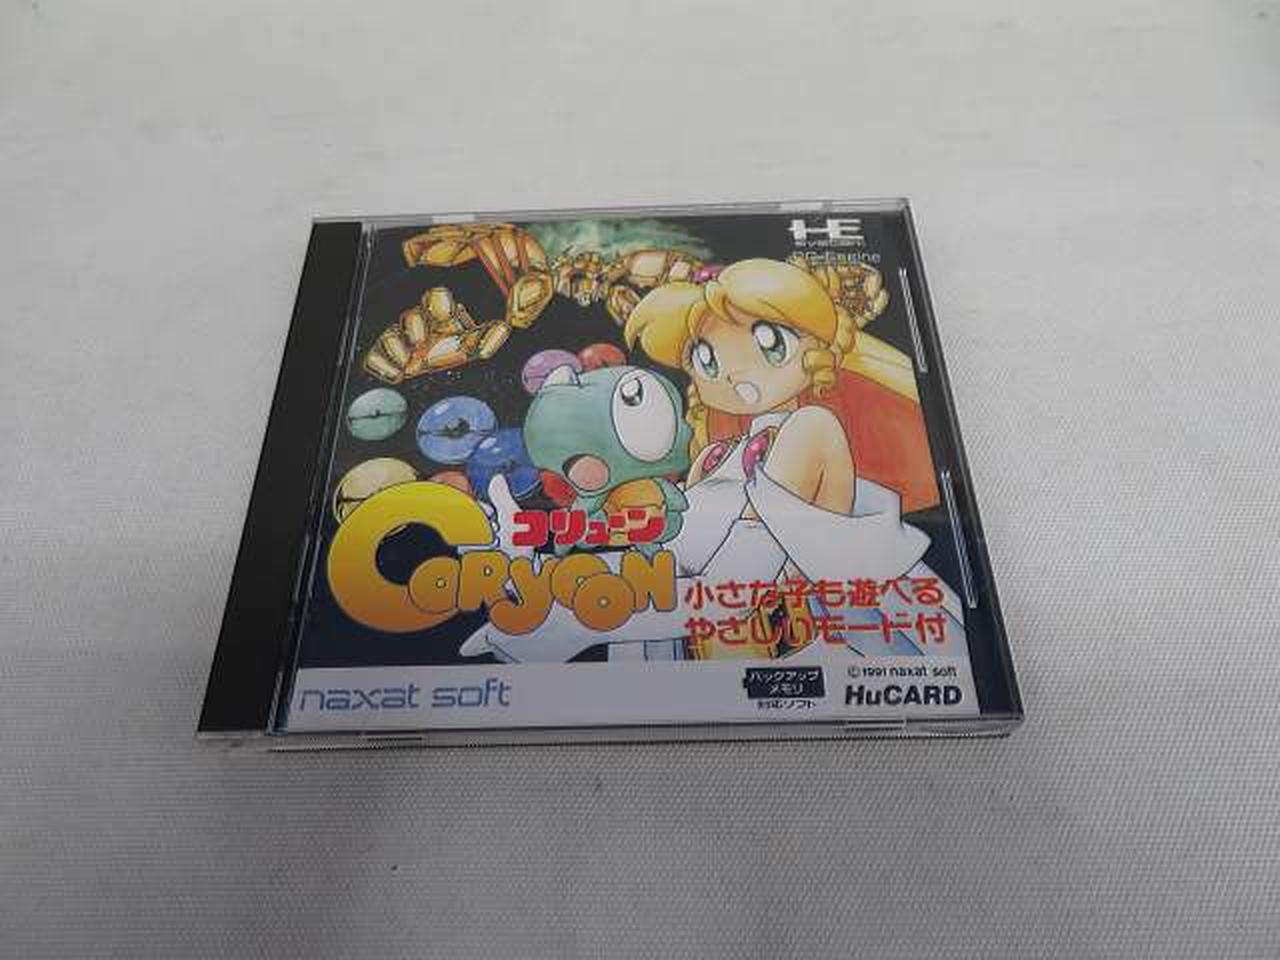 HE
SYSTEM
PC Engine
コリューン
CORYOON
小さな子も遊べる
やさしいモード付
naxat soft
バックアップ
メモリ
対応ソフト
©1991 naxat soft
HuCARD